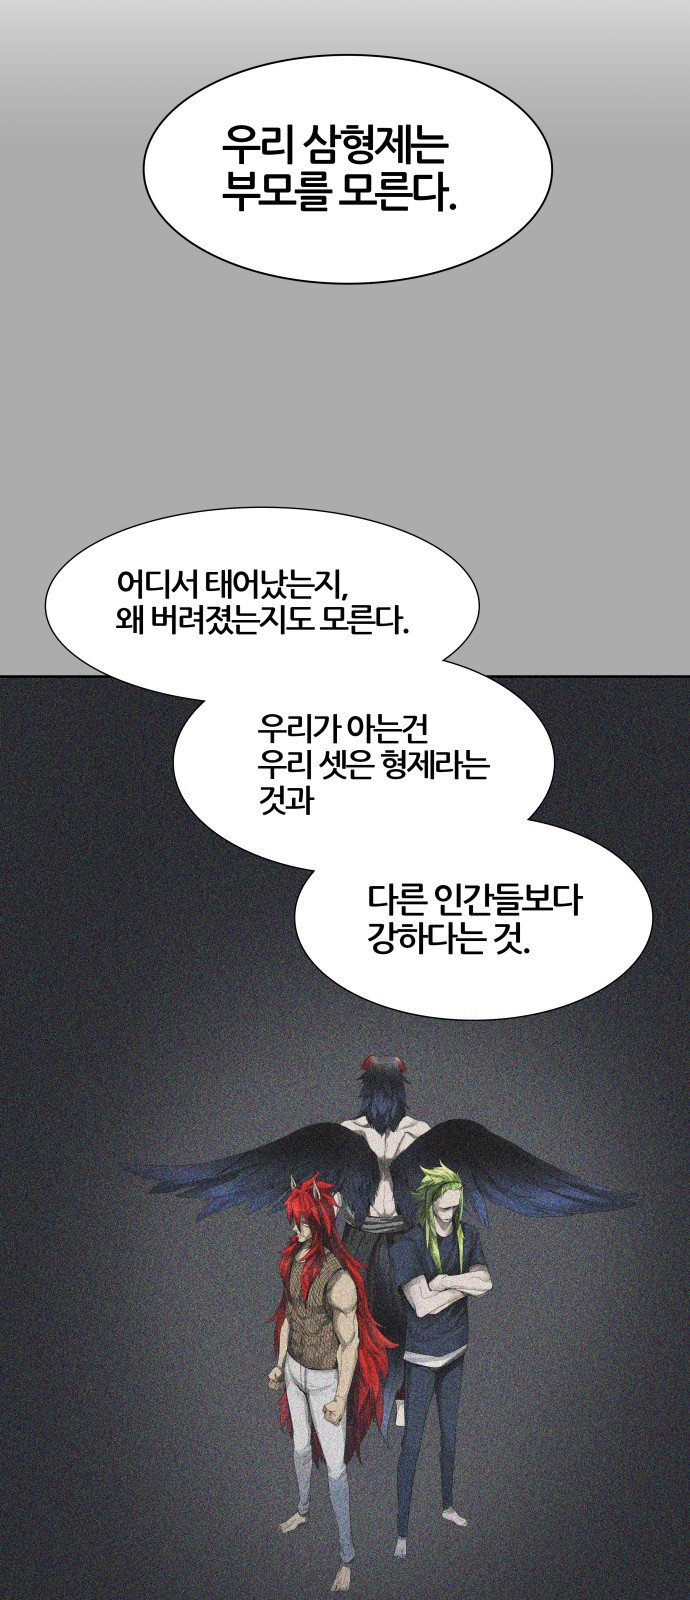 우리 삼형제는
부모를 모른다.
어디서 태어났는지,
왜 버려졌는지도 모른다.
우리가 아는건
우리 셋은 형제라는
것과
다른 인간들보다
강하다는 것.